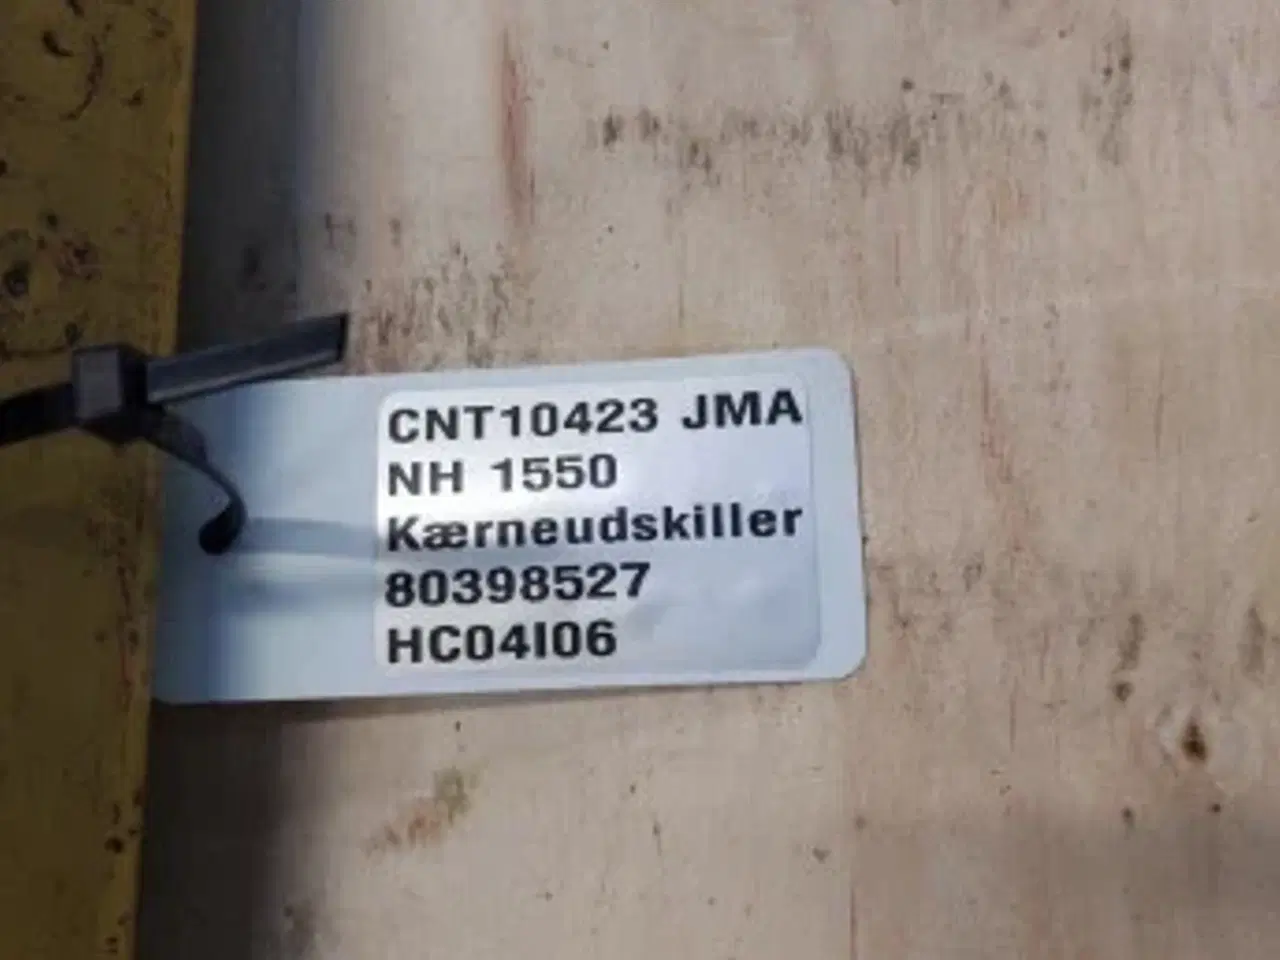 CNT10423 JMA
NH 1550
Kærneudskiller
80398527
HC04I06